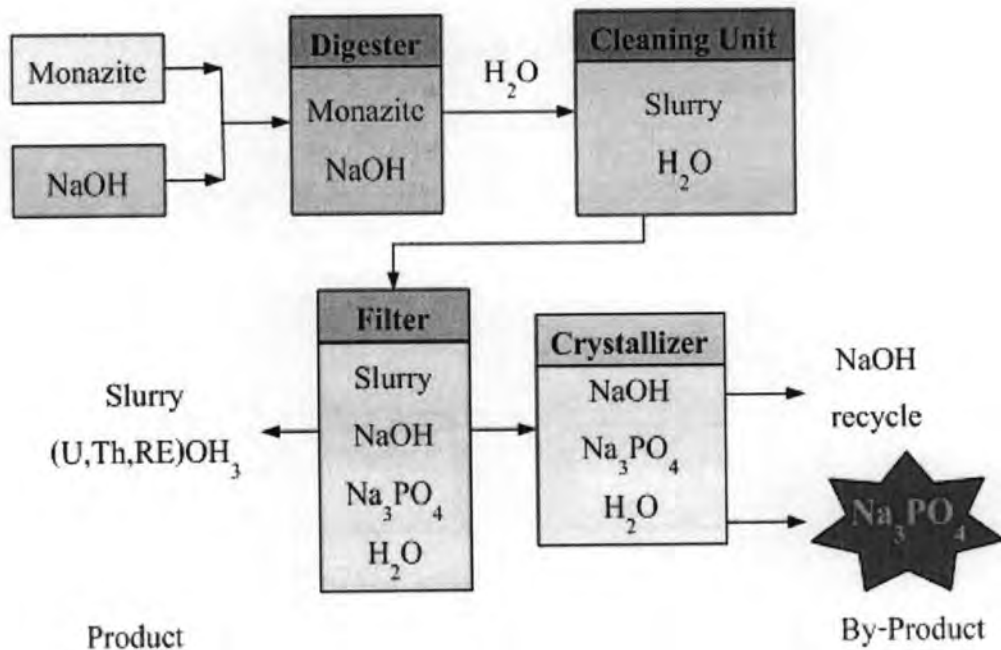 Monazite
NaOH
Digester
Monazite
NaOH
H₂O
Cleaning Unit
Slurry
H₂O
Filter
Slurry
NaOH
Na₃PO₄
H₂O
Slurry
(U,Th,RE)OH₃
Crystallizer
NaOH
Na₃PO₄
H₂O
NaOH
recycle
Na₃PO₄
Product
By-Product